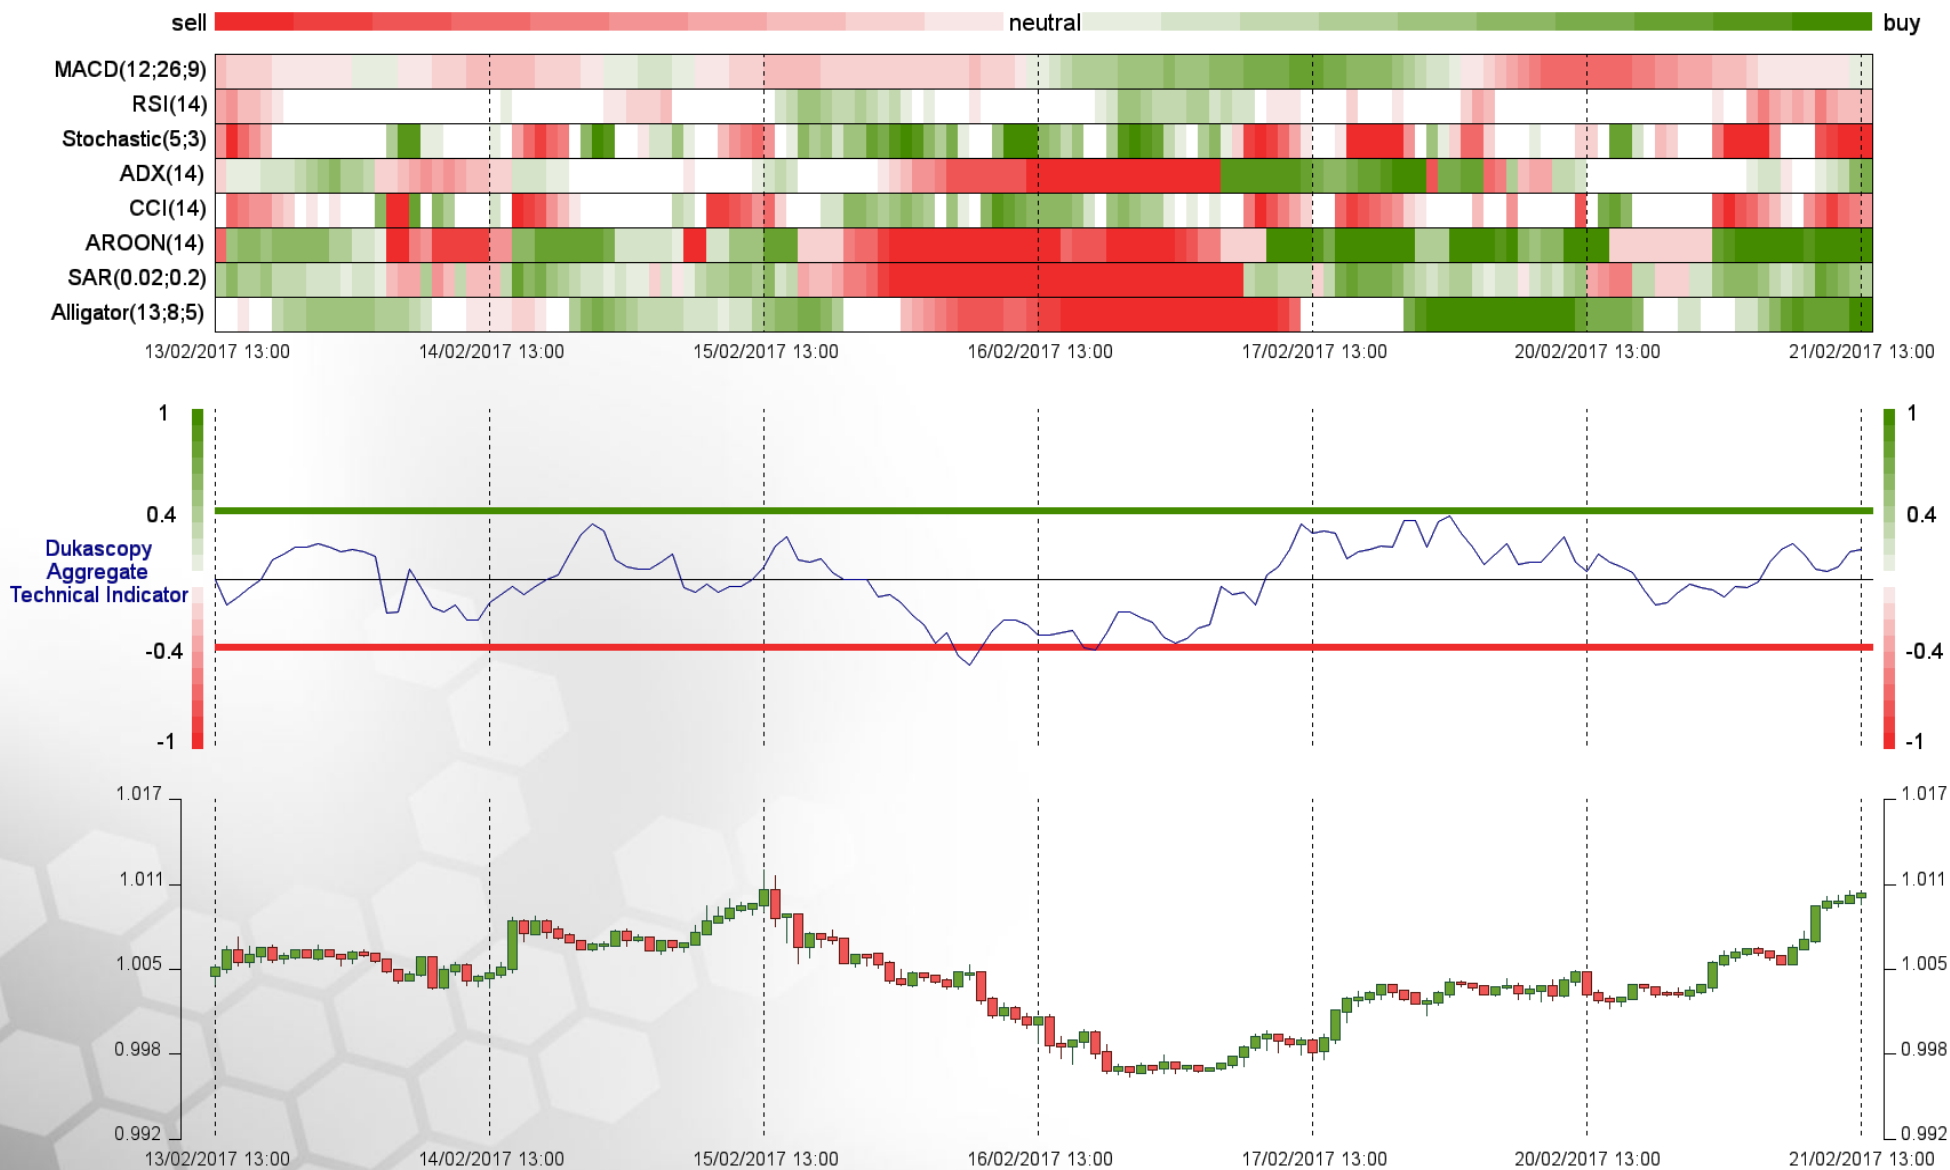 sell neutral buy
MACD(12;26;9)
RSI(14)
Stochastic(5;3)
ADX(14)
CCI(14)
AROON(14)
SAR(0.02;0.2)
Alligator(13;8;5)
13/02/2017 13:00 14/02/2017 13:00 15/02/2017 13:00 16/02/2017 13:00 17/02/2017 13:00 20/02/2017 13:00 21/02/2017 13:00
1 1
0.4 0.4
Dukascopy
Aggregate
Technical Indicator
-0.4 -0.4
-1 -1
1.017 1.017
1.011 1.011
1.005 1.005
0.998 0.998
0.992 0.992
13/02/2017 13:00 14/02/2017 13:00 15/02/2017 13:00 16/02/2017 13:00 17/02/2017 13:00 20/02/2017 13:00 21/02/2017 13:00